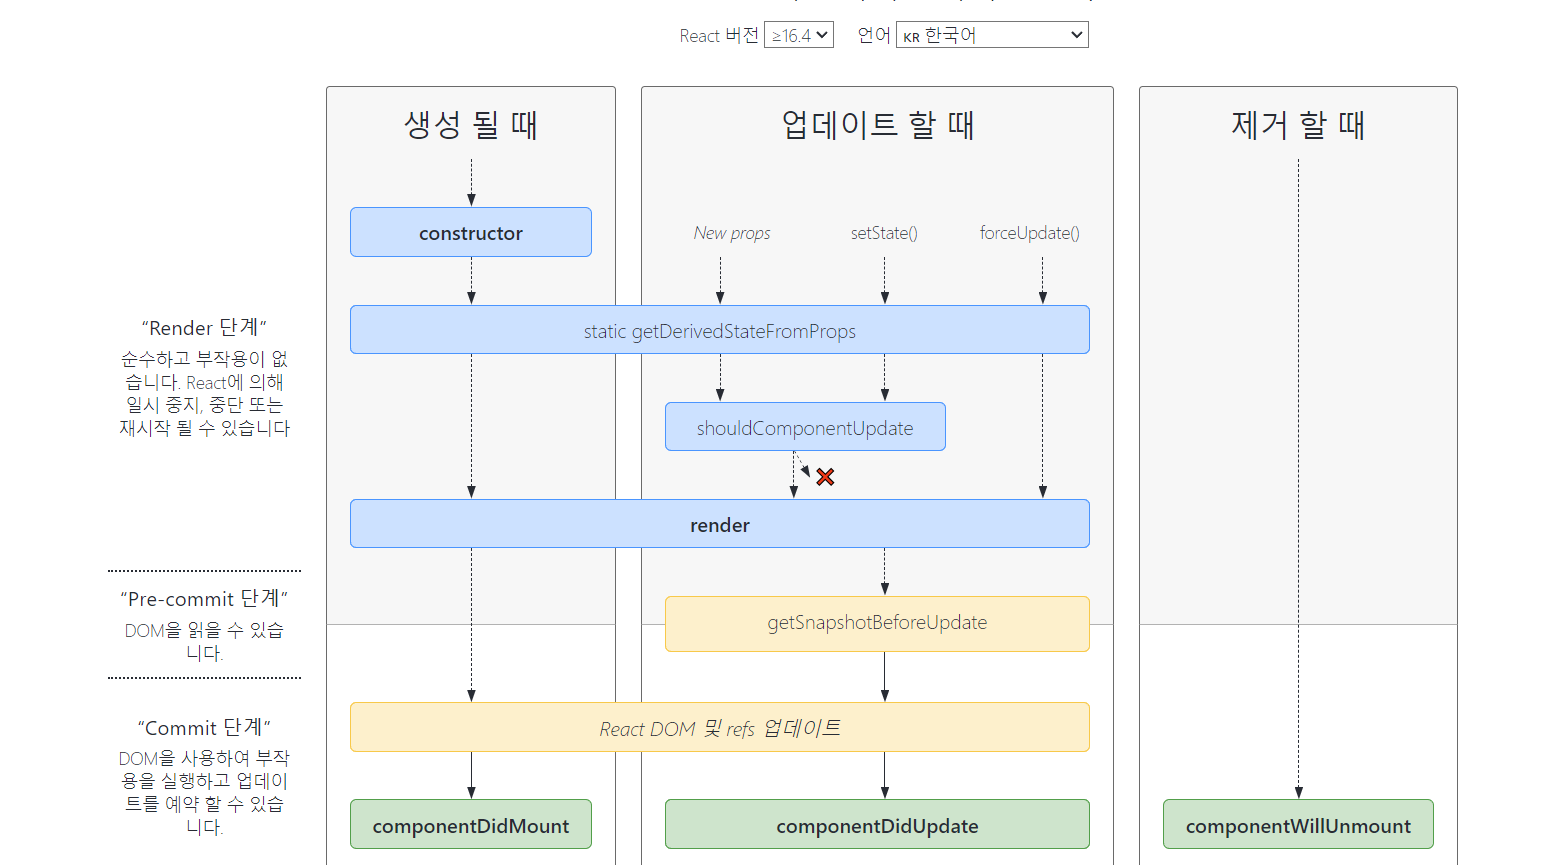 React 버전 ≥16.4 언어 KR 한국어
생성 될 때
업데이트 할 때
제거 할 때
constructor
New props
setState()
forceUpdate()
“Render 단계”
순수하고 부작용이 없
습니다. React에 의해
일시 중지, 중단 또는
재시작 될 수 있습니다
static getDerivedStateFromProps
shouldComponentUpdate
render
“Pre-commit 단계”
DOM을 읽을 수 있습
니다.
getSnapshotBeforeUpdate
“Commit 단계”
DOM을 사용하여 부작
용을 실행하고 업데이
트를 예약 할 수 있습
니다.
React DOM 및 refs 업데이트
componentDidMount
componentDidUpdate
componentWillUnmount